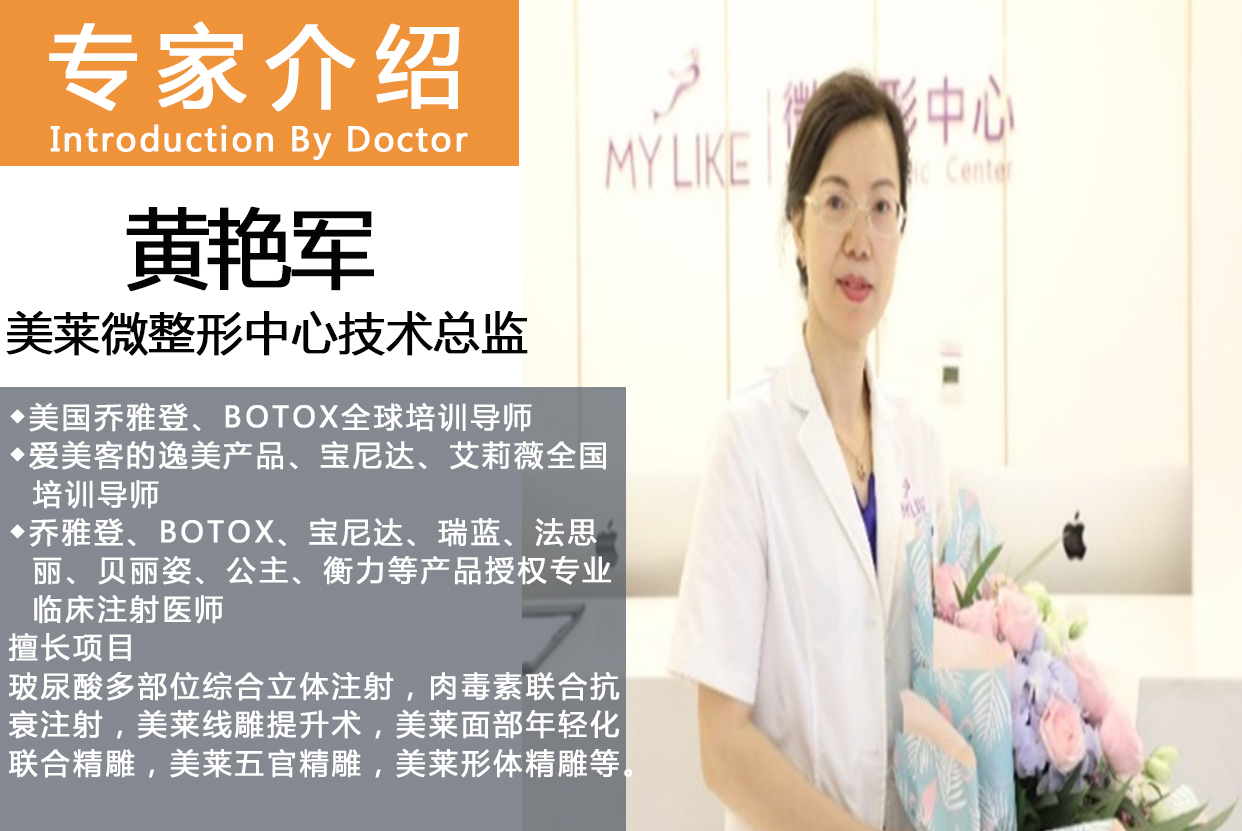 专家介绍
Introduction By Doctor
黄艳军
美莱微整形中心技术总监
◆美国乔雅登、BOTOX全球培训导师
◆爱美客的逸美产品、宝尼达、艾莉薇全国
培训导师
◆乔雅登、BOTOX、宝尼达、瑞蓝、法思
丽、贝丽姿、公主、衡力等产品授权专业
临床注射医师
擅长项目
玻尿酸多部位综合立体注射，肉毒素联合抗
衰注射，美莱线雕提升术，美莱面部年轻化
联合精雕，美莱五官精雕，美莱形体精雕等。
MY LIKE
微 形中心
Center
MYLIKE